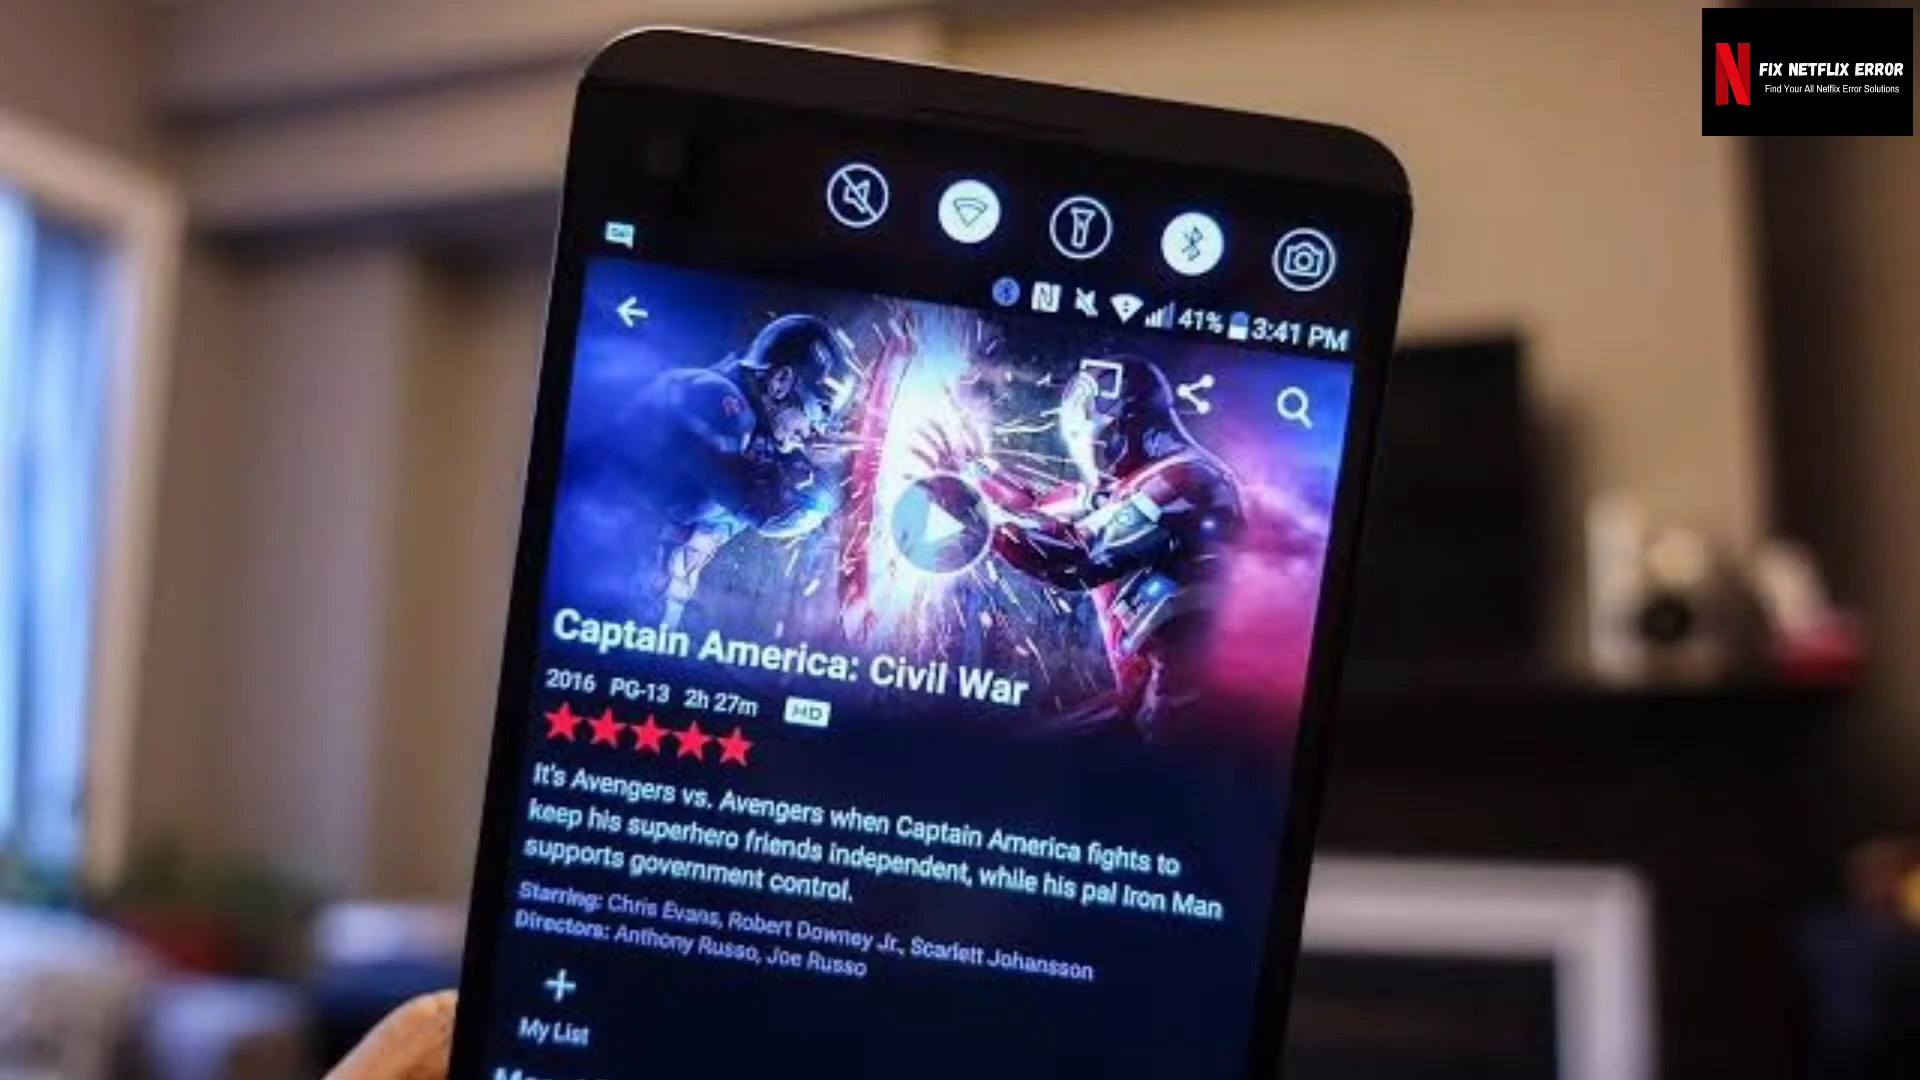 FIX NETFLIX ERROR
Find Your All Netflix Error Solutions
41% 3:41 PM
Captain America: Civil War
2016 PG-13 2h 27m HD
It's Avengers vs. Avengers when Captain America fights to
keep his superhero friends independent, while his pal Iron Man
supports government control.
Starring: Chris Evans, Robert Downey Jr., Scarlett Johansson
Directors: Anthony Russo, Joe Russo
My List